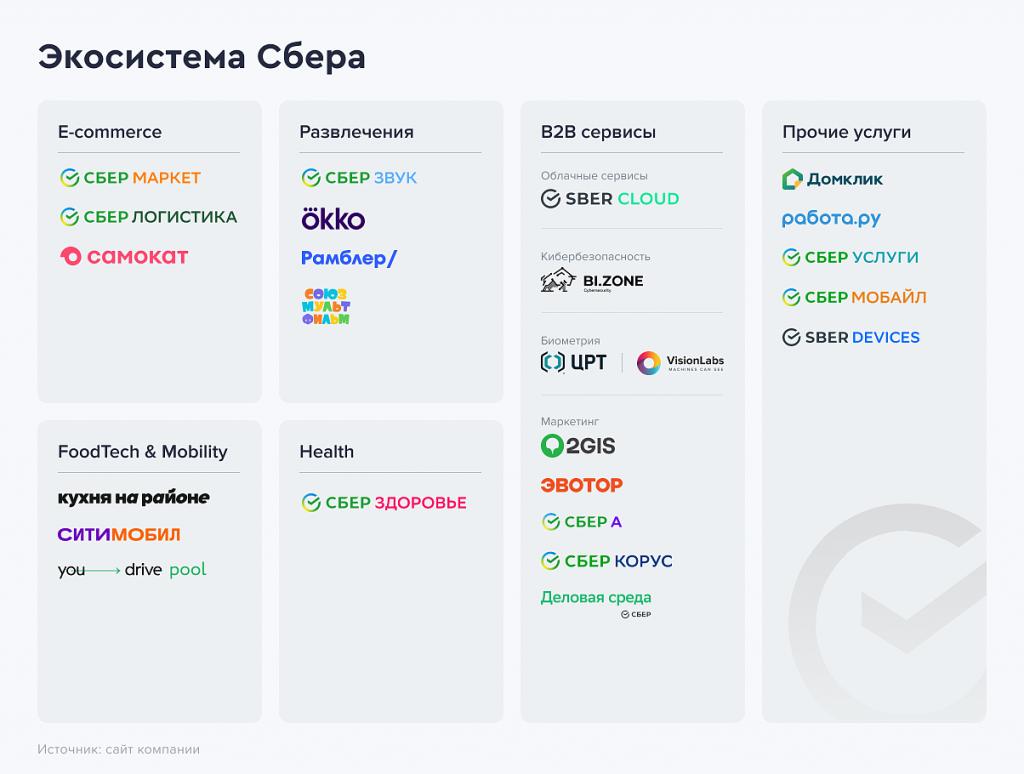 Экосистема Сбера
E-commerce
СБЕР МАРКЕТ
СБЕР ЛОГИСТИКА
самокат
Развлечения
СБЕР ЗВУК
ökko
Рамблер/
СОЮЗ
МУЛЬТ
ФИЛЬМ
B2B сервисы
Облачные сервисы
SBER CLOUD
Кибербезопасность
BI.ZONE
Cybersecurity
Биометрия
ЦРТ
VisionLabs
MACHINES CAN SEE
Маркетинг
2GIS
ЭВОТОР
СБЕР А
СБЕР КОРУС
Деловая среда
СБЕР
Прочие услуги
Домклик
работа.ру
СБЕР УСЛУГИ
СБЕР МОБАЙЛ
SBER DEVICES
FoodTech & Mobility
кухня на районе
СИТИМОБИЛ
you drive pool
Health
СБЕР ЗДОРОВЬЕ
Источник: сайт компании